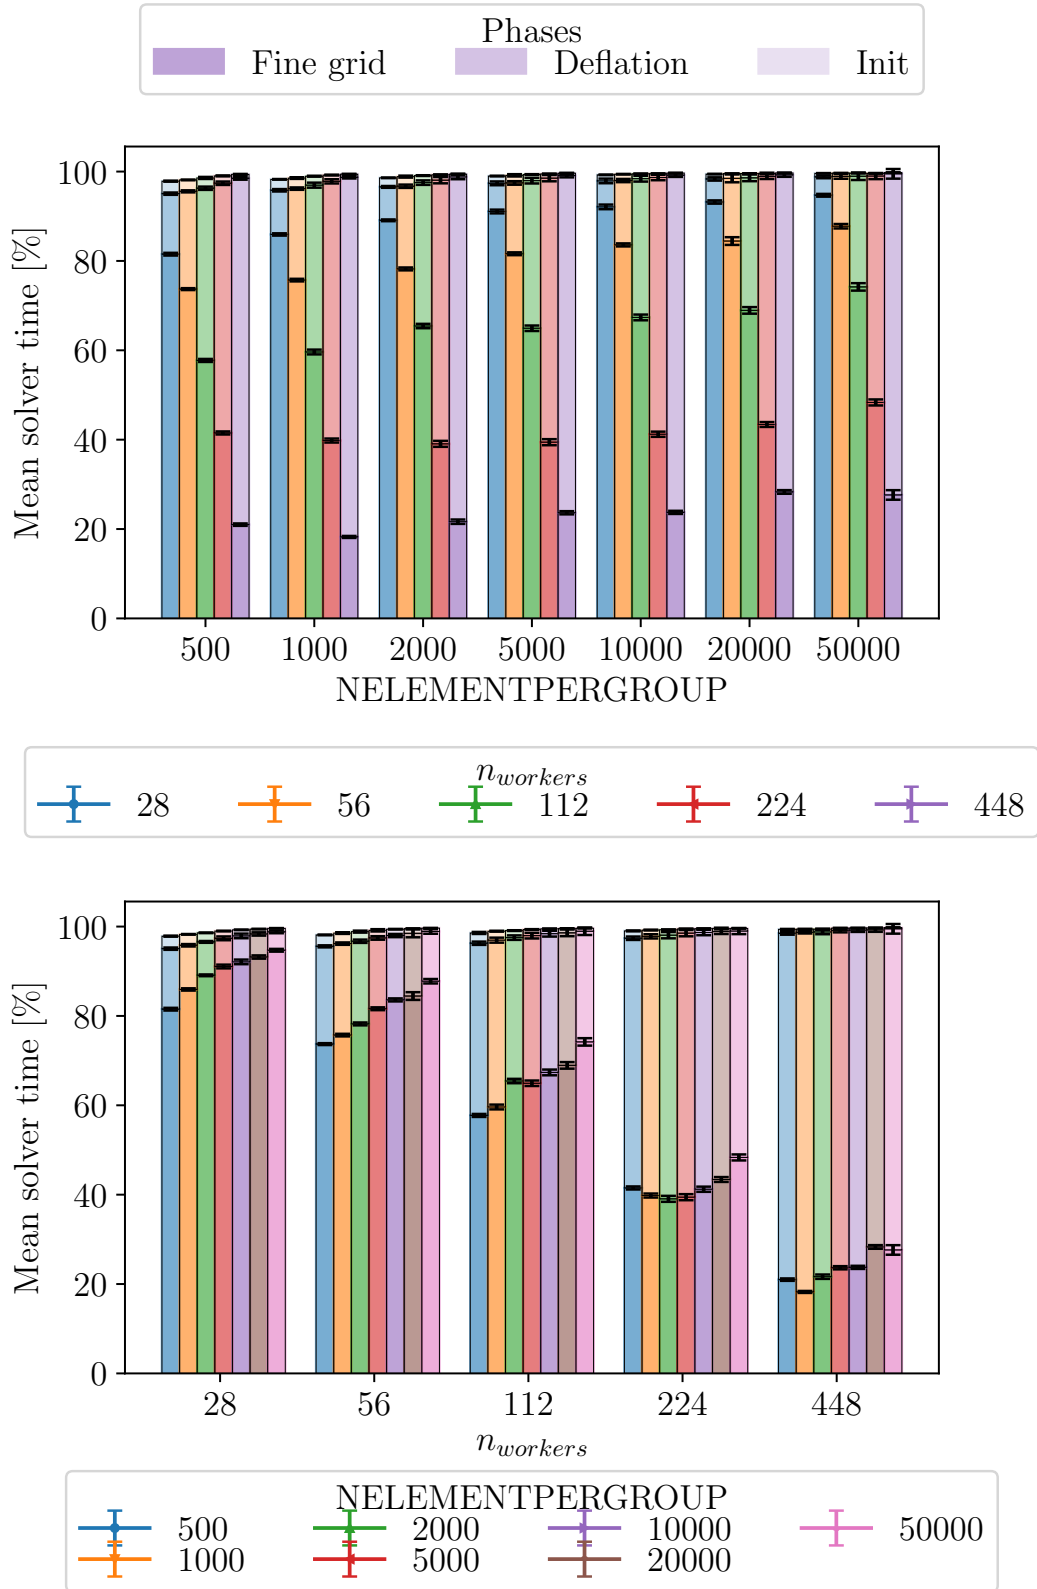 Phases
Fine grid Deflation Init
100
80
60
40
20
0
Mean solver time [%]
500 1000 2000 5000 10000 20000 50000
NELEMENTPERGROUP
n_workers
28 56 112 224 448
100
80
60
40
20
0
Mean solver time [%]
28 56 112 224 448
n_workers
NELEMENTPERGROUP
500 2000 10000 50000
1000 5000 20000